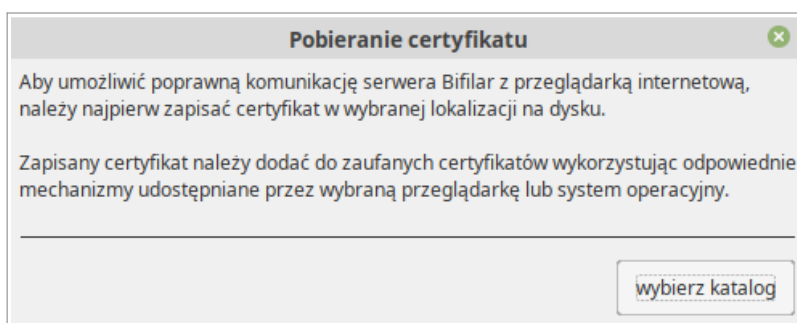 Pobieranie certyfikatu
Aby umożliwić poprawną komunikację serwera Bifilar z przeglądarką internetową,
należy najpierw zapisać certyfikat w wybranej lokalizacji na dysku.
Zapisany certyfikat należy dodać do zaufanych certyfikatów wykorzystując odpowiednie
mechanizmy udostępniane przez wybraną przeglądarkę lub system operacyjny.
wybierz katalog